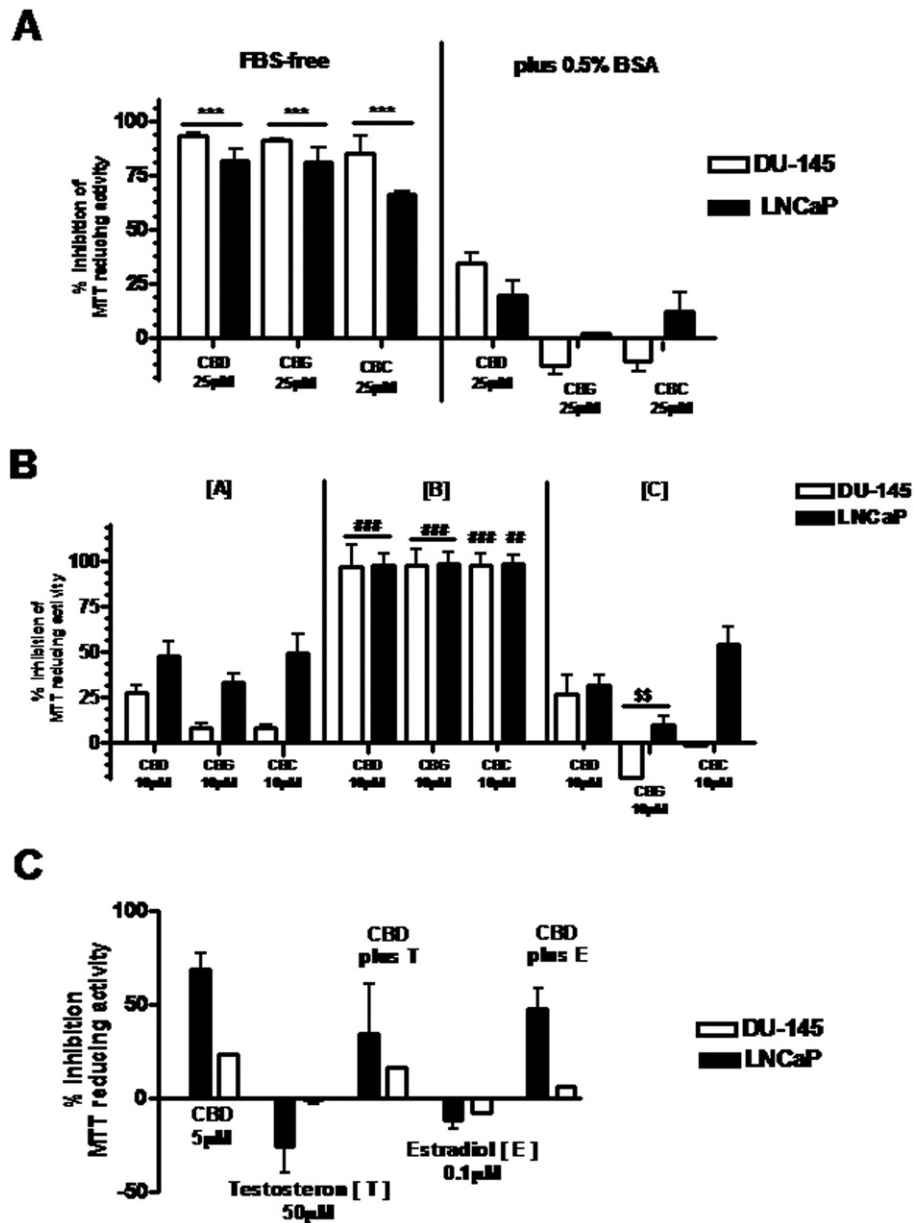 A
FBS-free
plus 0.5% BSA
*** *** ***
% Inhibition of
MTT reducing activity
100
75
50
25
0
DU-145
LNCaP
CBD CBG CBC CBD CBG CBC
25µM 25µM 25µM 25µM 25µM 25µM
B
[A] [B] [C]
DU-145
LNCaP
### ### ### ##
$$
% Inhibition of
MTT reducing activity
100
75
50
25
0
CBD CBG CBC CBD CBG CBC CBD CBG CBC
10µM 10µM 10µM 10µM 10µM 10µM 10µM 10µM 10µM
C
% Inhibition
MTT reducing activity
100
50
0
-50
CBD
plus T
CBD
plus E
DU-145
LNCaP
CBD
5µM
Testosteron [ T ]
50µM
Estradiol [ E ]
0.1µM